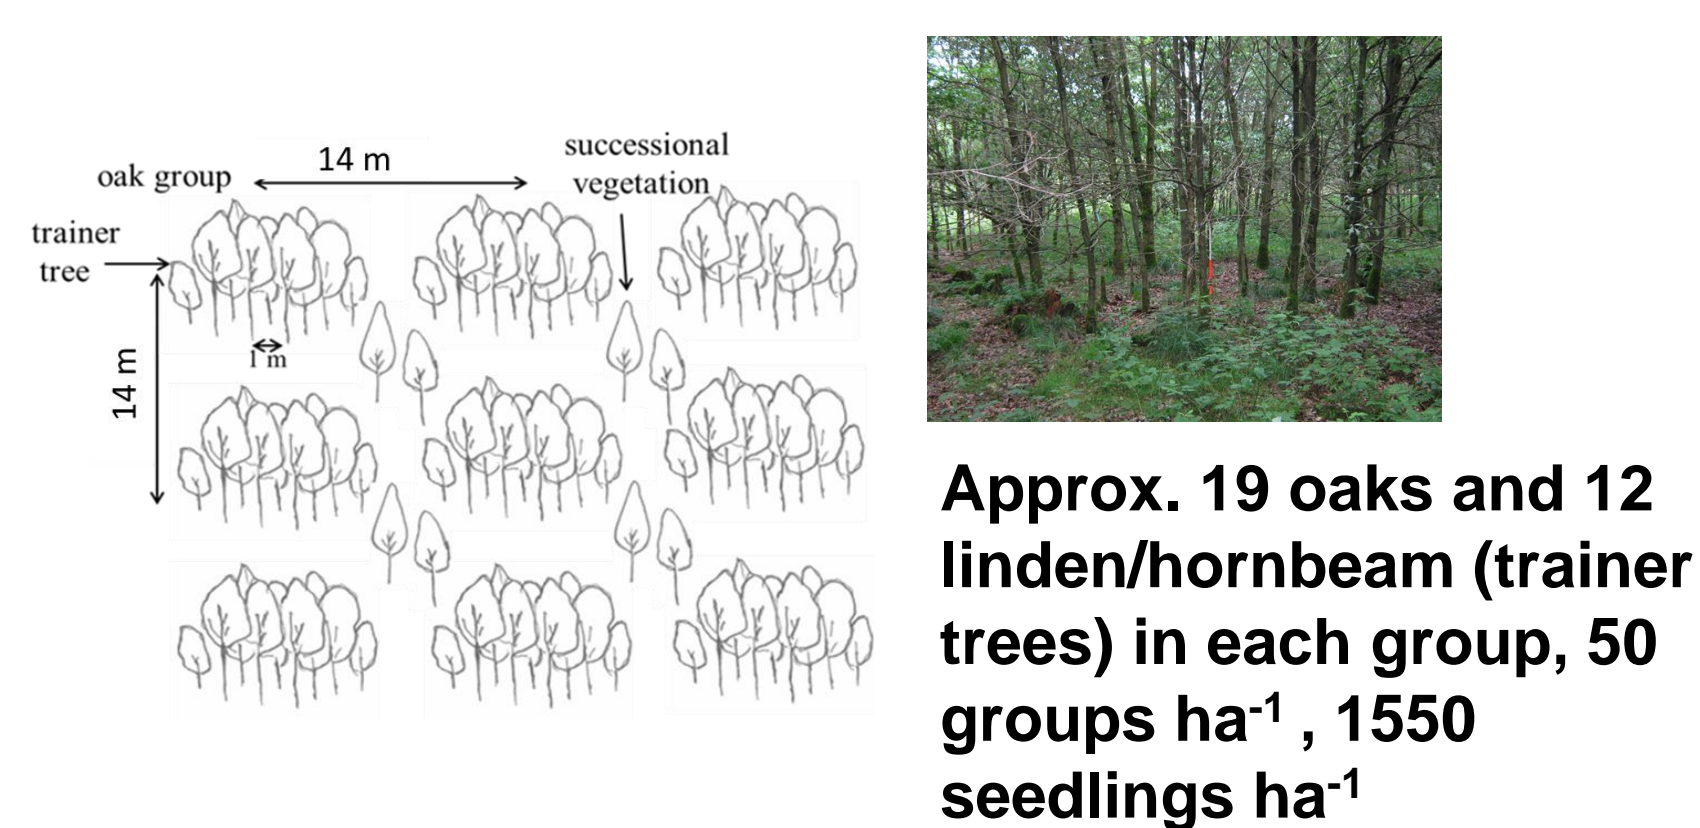 oak group
14 m
successional
vegetation
trainer
tree
1 m
14 m
Approx. 19 oaks and 12
linden/hornbeam (trainer
trees) in each group, 50
groups ha⁻¹ , 1550
seedlings ha⁻¹